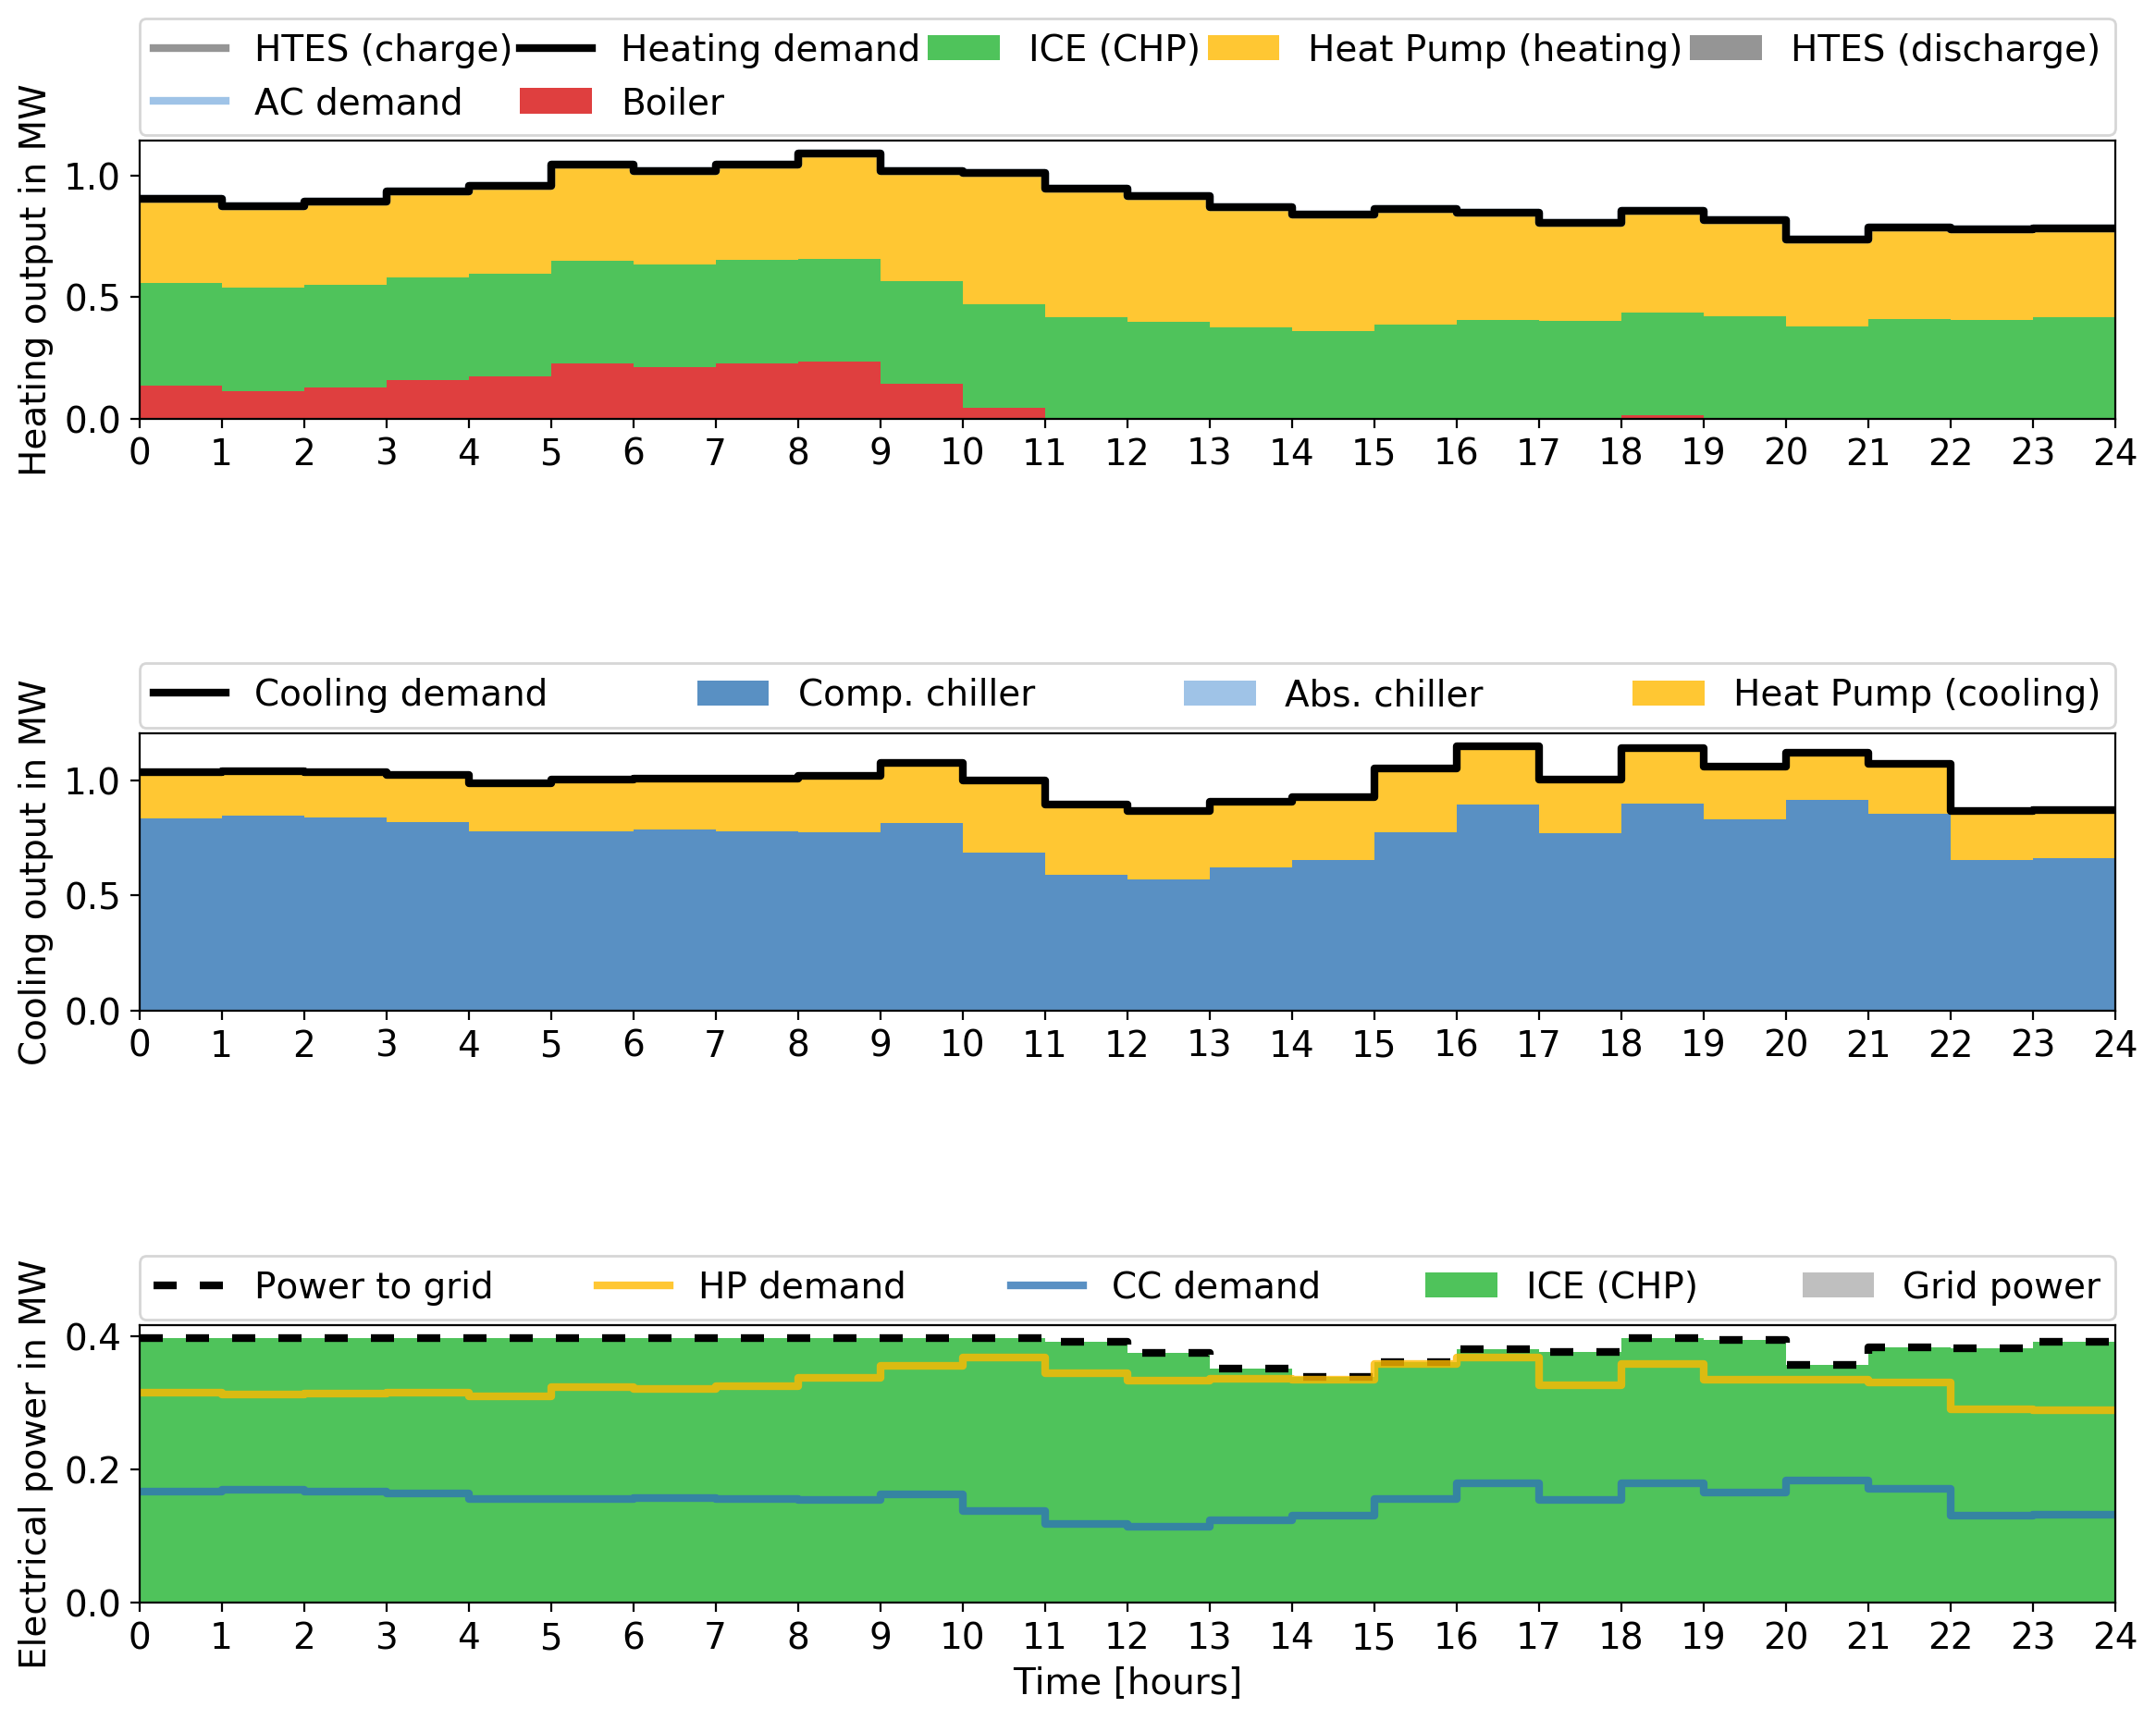 HTES (charge) Heating demand ICE (CHP) Heat Pump (heating) HTES (discharge)
AC demand Boiler
Heating output in MW
1.0
0.5
0.0
0 1 2 3 4 5 6 7 8 9 10 11 12 13 14 15 16 17 18 19 20 21 22 23 24
Cooling demand Comp. chiller Abs. chiller Heat Pump (cooling)
Cooling output in MW
1.0
0.5
0.0
0 1 2 3 4 5 6 7 8 9 10 11 12 13 14 15 16 17 18 19 20 21 22 23 24
Power to grid HP demand CC demand ICE (CHP) Grid power
Electrical power in MW
0.4
0.2
0.0
0 1 2 3 4 5 6 7 8 9 10 11 12 13 14 15 16 17 18 19 20 21 22 23 24
Time [hours]